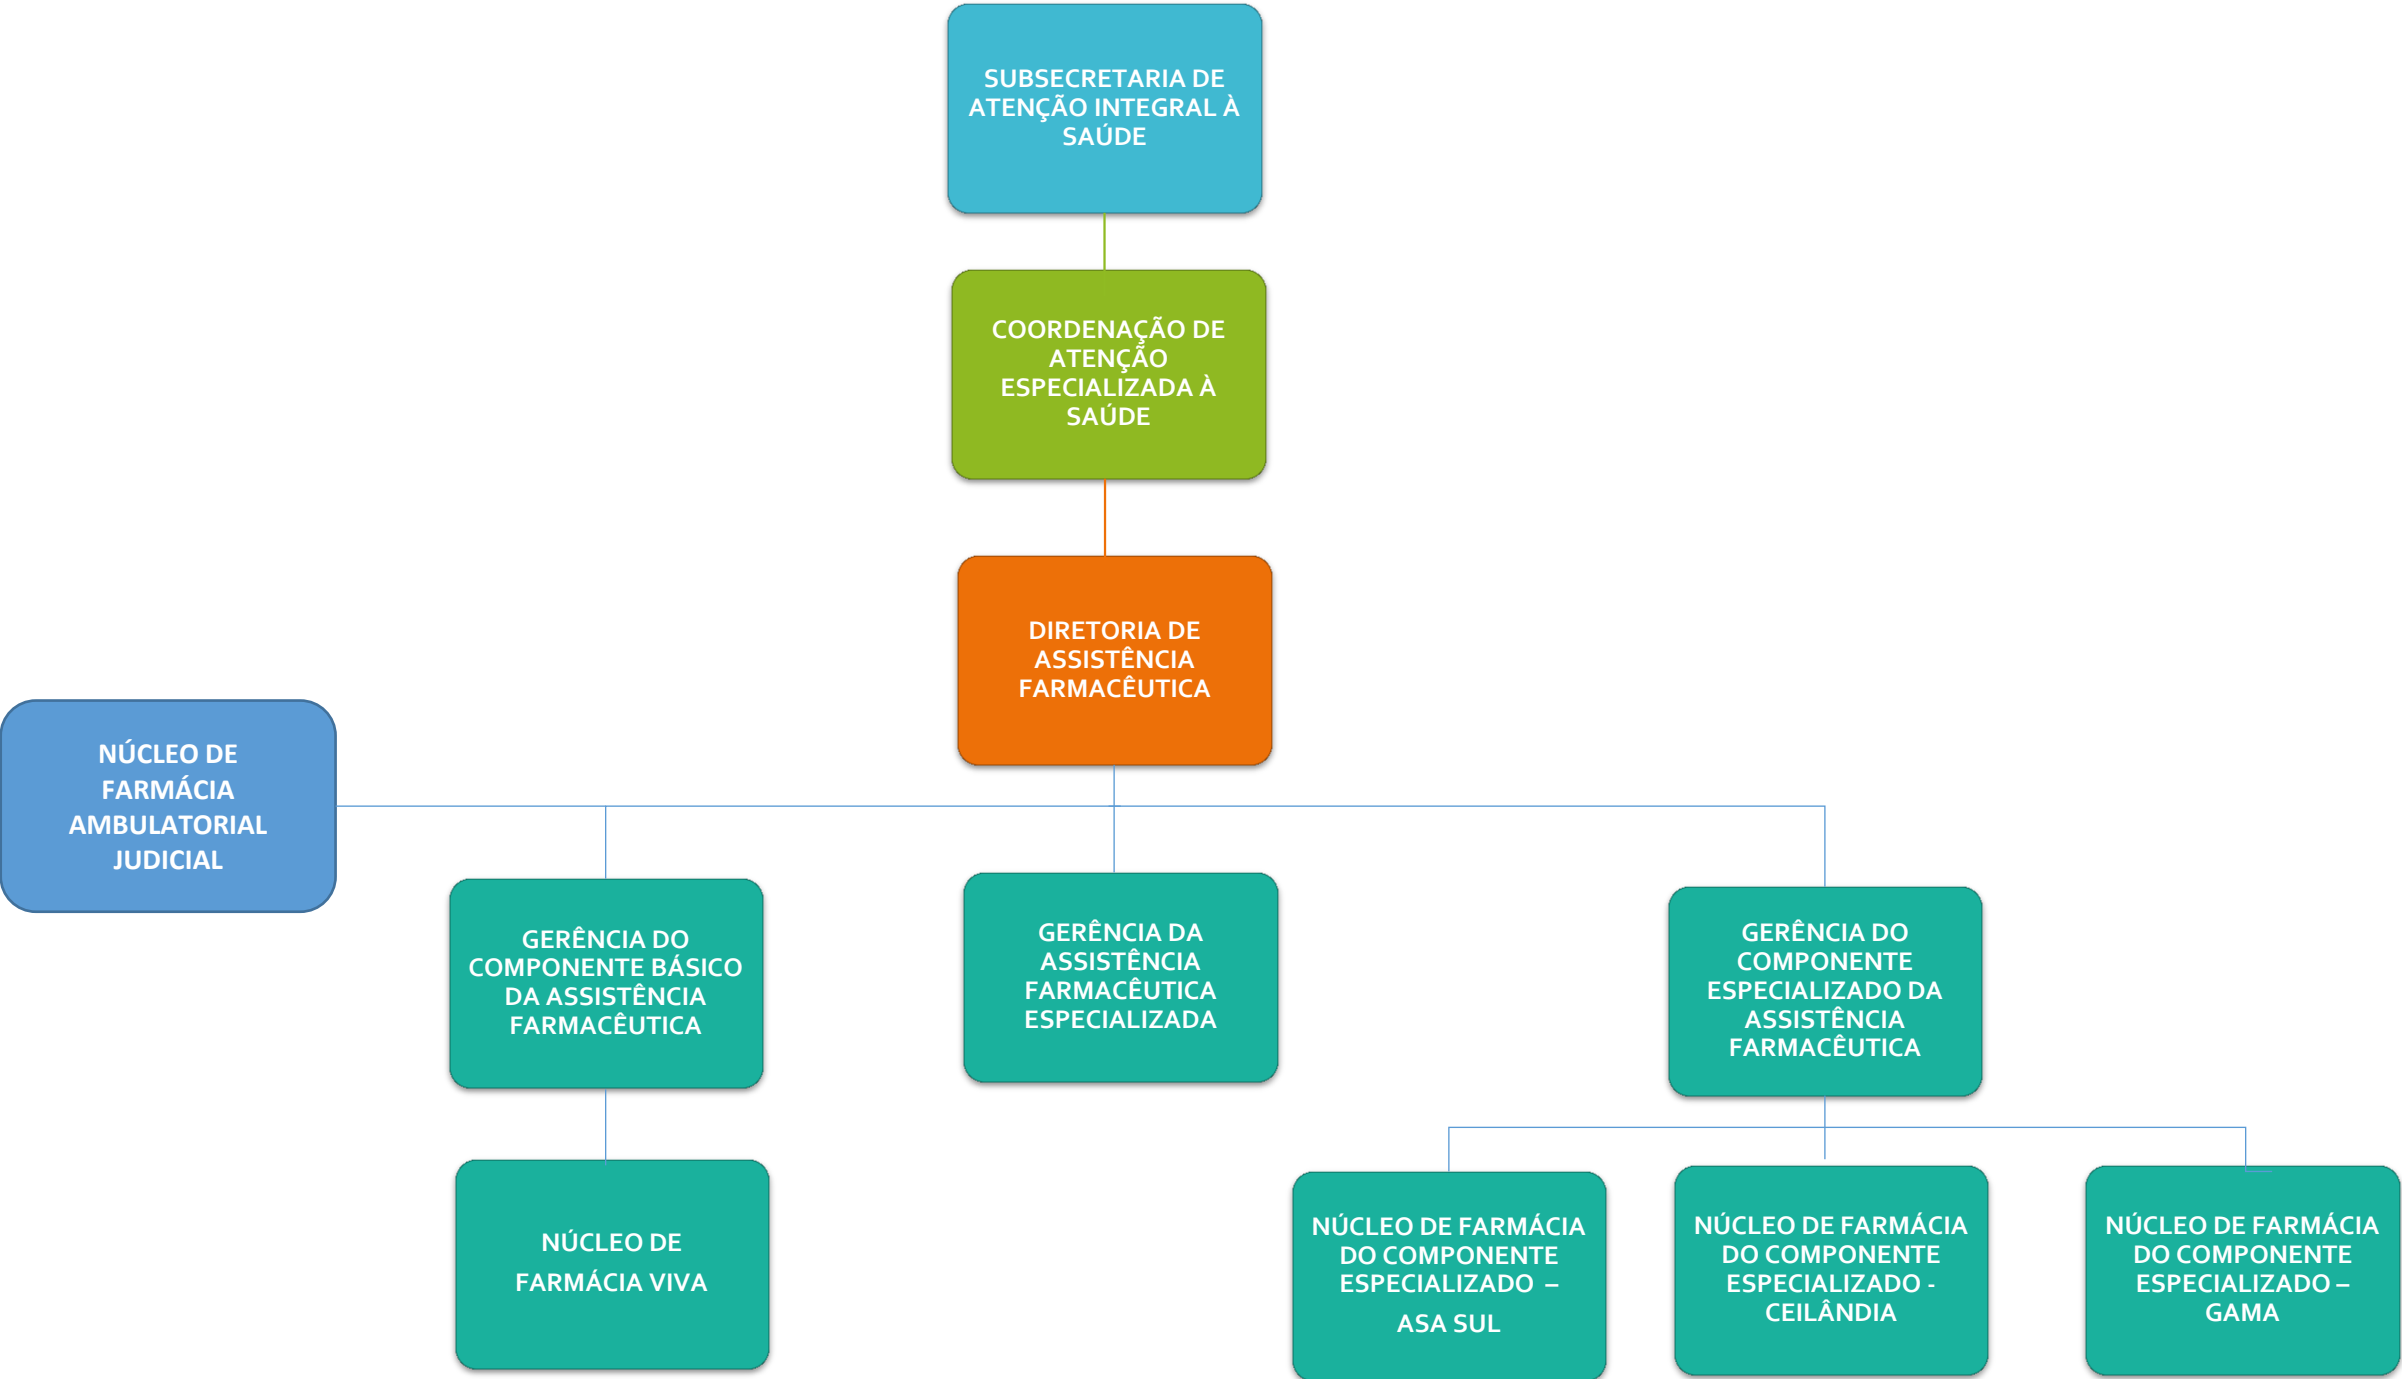 SUBSECRETARIA DE
ATENÇÃO INTEGRAL À
SAÚDE
COORDENAÇÃO DE
ATENÇÃO
ESPECIALIZADA À
SAÚDE
DIRETORIA DE
ASSISTÊNCIA
FARMACÊUTICA
NÚCLEO DE
FARMÁCIA
AMBULATORIAL
JUDICIAL
GERÊNCIA DO
COMPONENTE BÁSICO
DA ASSISTÊNCIA
FARMACÊUTICA
GERÊNCIA DA
ASSISTÊNCIA
FARMACÊUTICA
ESPECIALIZADA
GERÊNCIA DO
COMPONENTE
ESPECIALIZADO DA
ASSISTÊNCIA
FARMACÊUTICA
NÚCLEO DE
FARMÁCIA VIVA
NÚCLEO DE FARMÁCIA
DO COMPONENTE
ESPECIALIZADO –
ASA SUL
NÚCLEO DE FARMÁCIA
DO COMPONENTE
ESPECIALIZADO -
CEILÂNDIA
NÚCLEO DE FARMÁCIA
DO COMPONENTE
ESPECIALIZADO –
GAMA